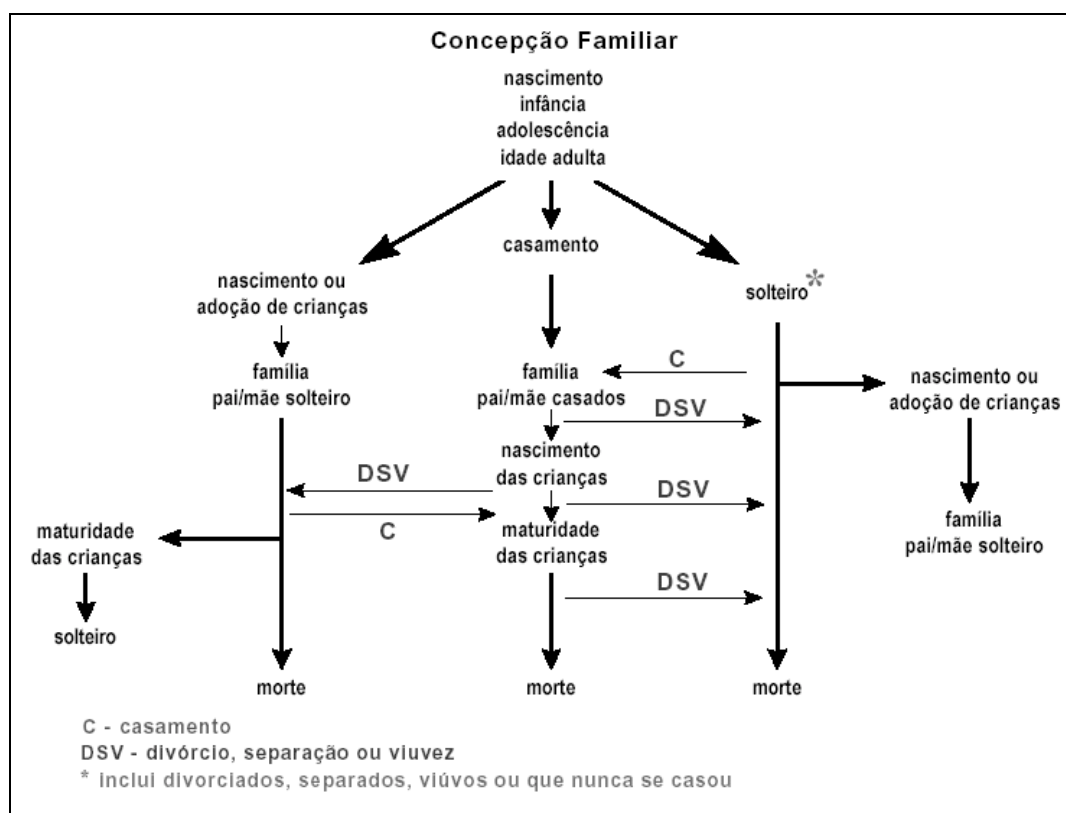 Concepção Familiar
nascimento
infância
adolescência
idade adulta
casamento
nascimento ou
adoção de crianças
solteiro*
família
pai/mãe solteiro
família
pai/mãe casados
C
nascimento ou
adoção de crianças
DSV
nascimento
das crianças
DSV
DSV
C
maturidade
das crianças
maturidade
das crianças
família
pai/mãe solteiro
DSV
solteiro
morte
morte
morte
C - casamento
DSV - divórcio, separação ou viuvez
* inclui divorciados, separados, viúvos ou que nunca se casou